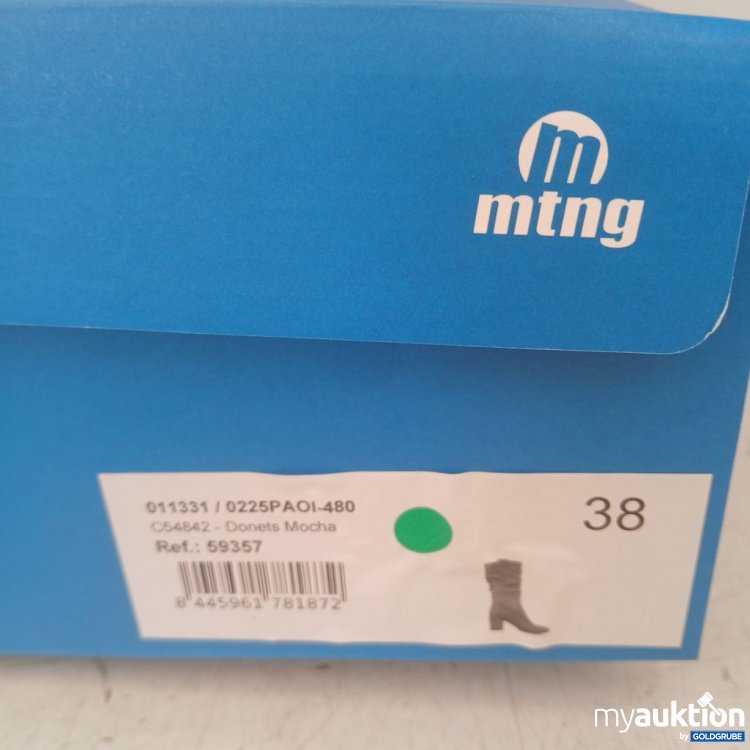 m
mtng
011331 / 0225PAOI-480
C54842 - Donets Mocha
Ref.: 59357
8 445961 781872
38
myauktion
by GOLDGRUBE